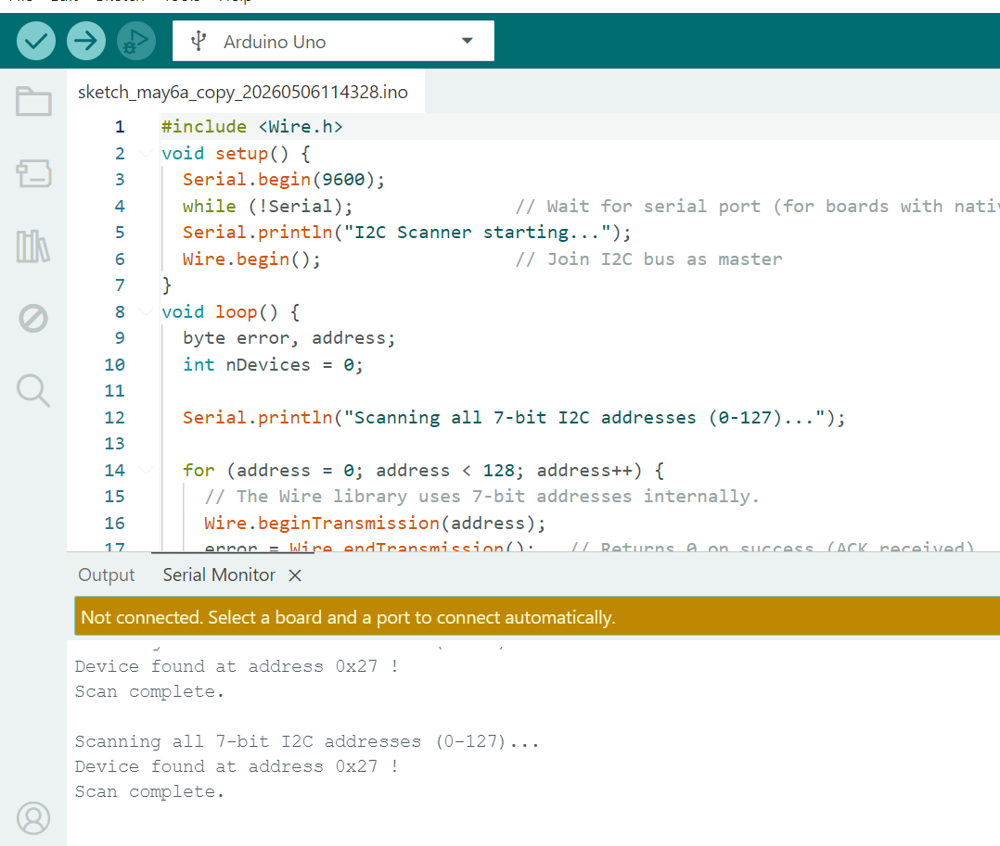 Arduino Uno
sketch_may6a_copy_20260506114328.ino
1 #include <Wire.h>
2 void setup() {
3 Serial.begin(9600);
4 while (!Serial); // Wait for serial port (for boards with nativ
5 Serial.println("I2C Scanner starting...");
6 Wire.begin(); // Join I2C bus as master
7 }
8 void loop() {
9 byte error, address;
10 int nDevices = 0;
11
12 Serial.println("Scanning all 7-bit I2C addresses (0-127)...");
13
14 for (address = 0; address < 128; address++) {
15 // The Wire library uses 7-bit addresses internally.
16 Wire.beginTransmission(address);
17 error = Wire.endTransmission(); // Returns 0 on success (ACK received)
Output Serial Monitor
Not connected. Select a board and a port to connect automatically.
Device found at address 0x27 !
Scan complete.
Scanning all 7-bit I2C addresses (0-127)...
Device found at address 0x27 !
Scan complete.